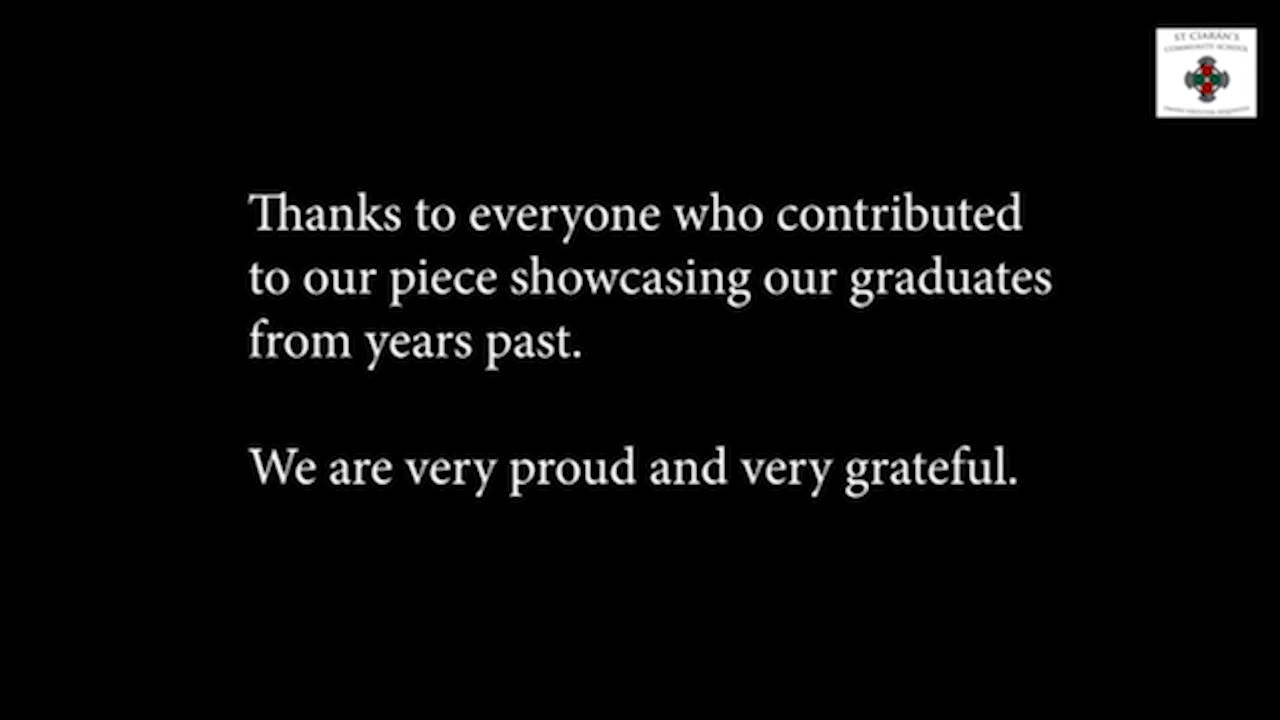 ST CIARÁN'S
COMMUNITY SCHOOL
Thanks to everyone who contributed
to our piece showcasing our graduates
from years past.
We are very proud and very grateful.